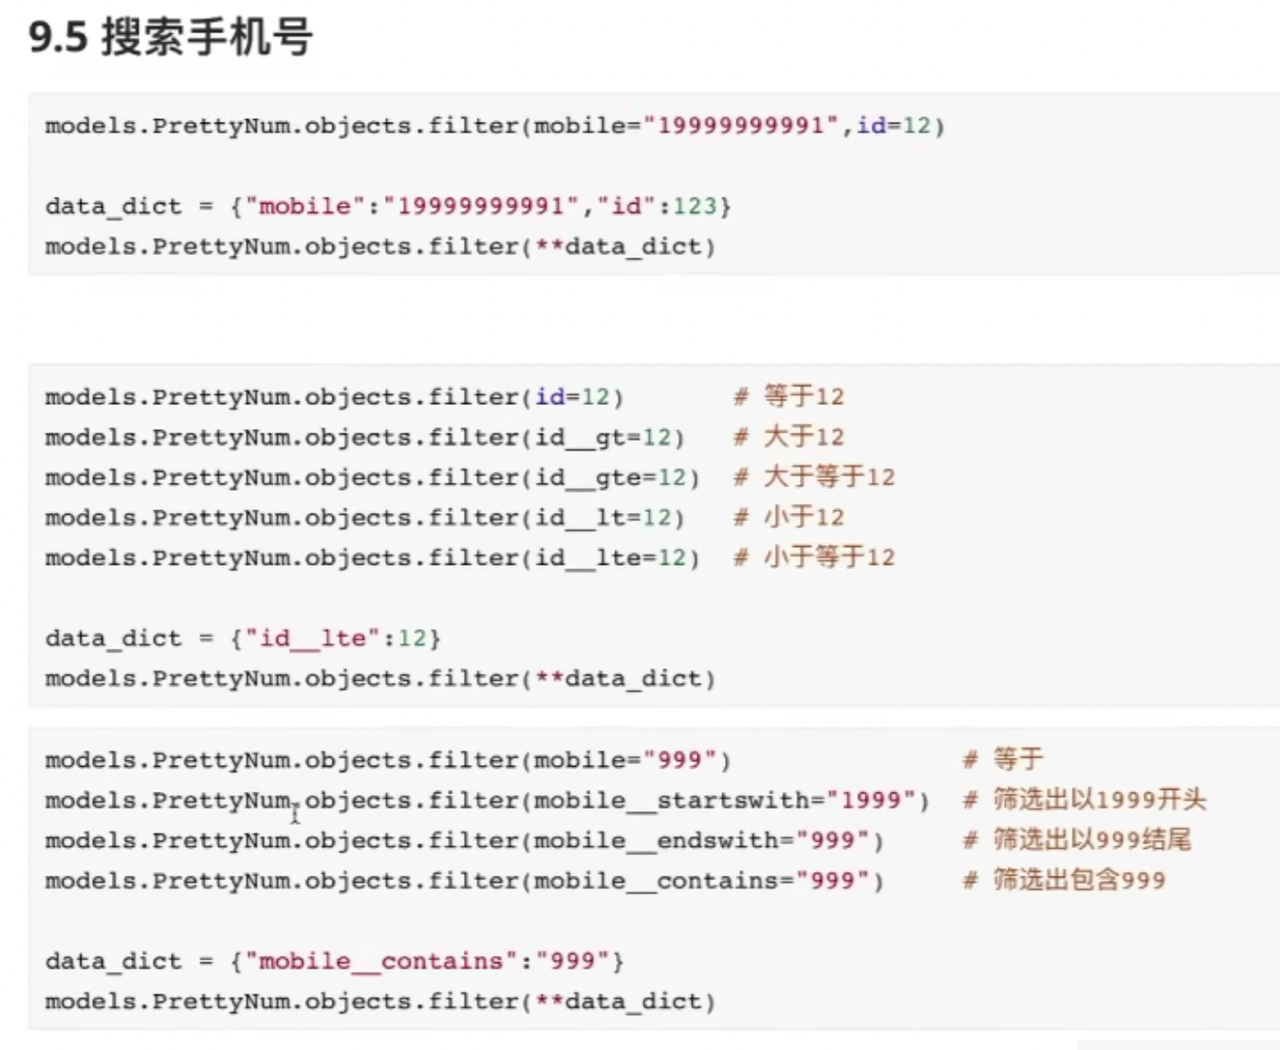 9.5 搜索手机号
models.PrettyNum.objects.filter(mobile="19999999991",id=12)
data_dict = {"mobile":"19999999991","id":123}
models.PrettyNum.objects.filter(**data_dict)
models.PrettyNum.objects.filter(id=12)       # 等于12
models.PrettyNum.objects.filter(id__gt=12)   # 大于12
models.PrettyNum.objects.filter(id__gte=12)  # 大于等于12
models.PrettyNum.objects.filter(id__lt=12)   # 小于12
models.PrettyNum.objects.filter(id__lte=12)  # 小于等于12
data_dict = {"id__lte":12}
models.PrettyNum.objects.filter(**data_dict)
models.PrettyNum.objects.filter(mobile="999")               # 等于
models.PrettyNum.objects.filter(mobile__startswith="1999")  # 筛选出以1999开头
models.PrettyNum.objects.filter(mobile__endswith="999")     # 筛选出以999结尾
models.PrettyNum.objects.filter(mobile__contains="999")     # 筛选出包含999
data_dict = {"mobile__contains":"999"}
models.PrettyNum.objects.filter(**data_dict)